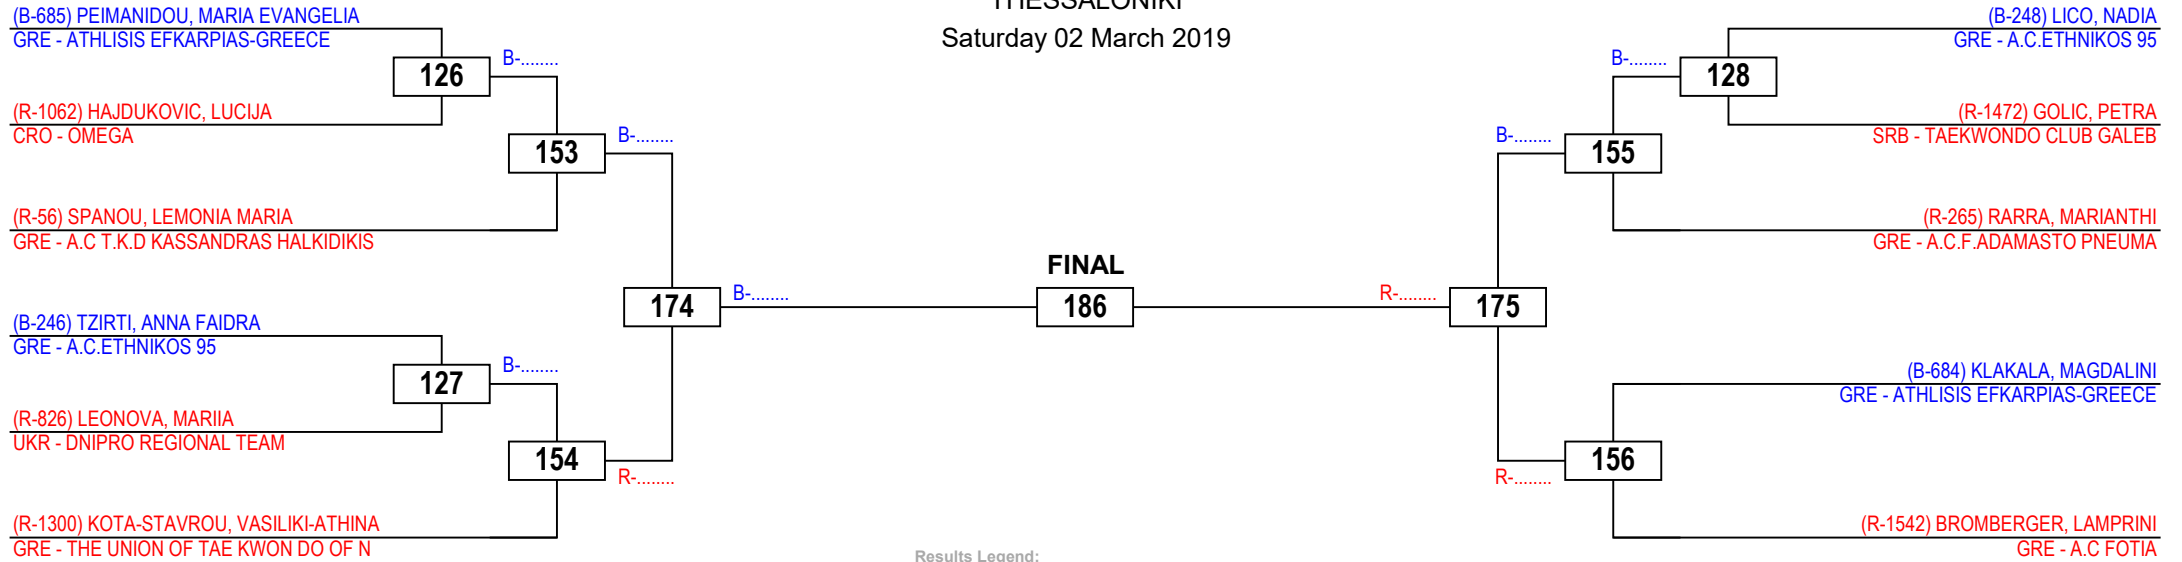 THESSALONIKI
Saturday 02 March 2019
(B-685) PEIMANIDOU, MARIA EVANGELIA
GRE - ATHLISIS EFKARPIAS-GREECE
126
B-........
(R-1062) HAJDUKOVIC, LUCIJA
CRO - OMEGA
153
B-........
(R-56) SPANOU, LEMONIA MARIA
GRE - A.C T.K.D KASSANDRAS HALKIDIKIS
174
B-........
(B-246) TZIRTI, ANNA FAIDRA
GRE - A.C.ETHNIKOS 95
127
B-........
(R-826) LEONOVA, MARIIA
UKR - DNIPRO REGIONAL TEAM
154
R-........
(R-1300) KOTA-STAVROU, VASILIKI-ATHINA
GRE - THE UNION OF TAE KWON DO OF N
FINAL
186
(B-248) LICO, NADIA
GRE - A.C.ETHNIKOS 95
B-........
128
(R-1472) GOLIC, PETRA
SRB - TAEKWONDO CLUB GALEB
B-........
155
(R-265) RARRA, MARIANTHI
GRE - A.C.F.ADAMASTO PNEUMA
R-........
175
(B-684) KLAKALA, MAGDALINI
GRE - ATHLISIS EFKARPIAS-GREECE
R-........
156
(R-1542) BROMBERGER, LAMPRINI
GRE - A.C FOTIA
Results Legend: